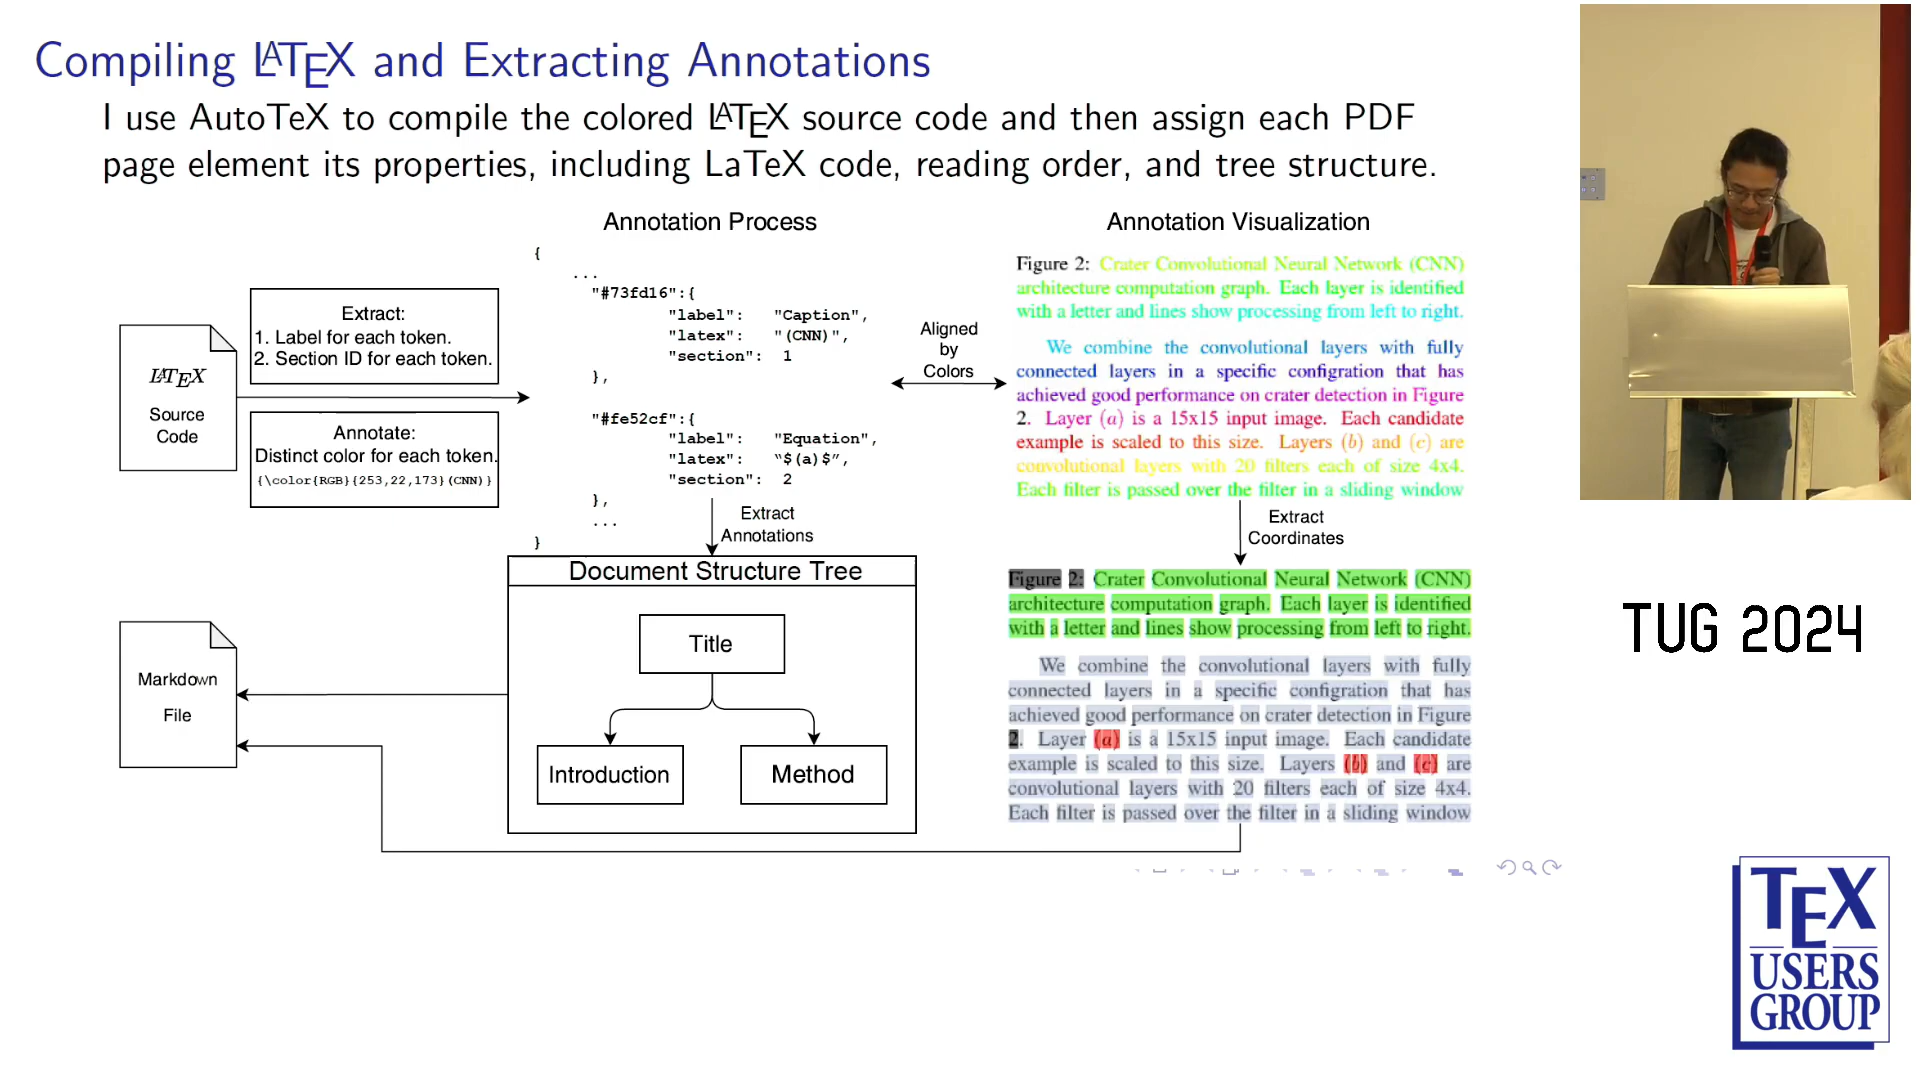 Compiling LATEX and Extracting Annotations
I use AutoTeX to compile the colored LATEX source code and then assign each PDF
page element its properties, including LaTeX code, reading order, and tree structure.
Annotation Process
Annotation Visualization
LATEX
Source
Code
Extract:
1. Label for each token.
2. Section ID for each token.
Annotate:
Distinct color for each token.
{\color{RGB}{253,22,173}(CNN)}
{
...
"#73fd16":{
"label": "Caption",
"latex": "(CNN)",
"section": 1
},
"#fe52cf":{
"label": "Equation",
"latex": “$(a)$”,
"section": 2
},
...
}
Aligned
by
Colors
Figure 2: Crater Convolutional Neural Network (CNN)
architecture computation graph. Each layer is identified
with a letter and lines show processing from left to right.
We combine the convolutional layers with fully
connected layers in a specific configration that has
achieved good performance on crater detection in Figure
2. Layer (a) is a 15x15 input image. Each candidate
example is scaled to this size. Layers (b) and (c) are
convolutional layers with 20 filters each of size 4x4.
Each filter is passed over the filter in a sliding window
Extract
Annotations
Extract
Coordinates
Document Structure Tree
Title
Introduction
Method
Markdown
File
Figure 2: Crater Convolutional Neural Network (CNN)
architecture computation graph. Each layer is identified
with a letter and lines show processing from left to right.
We combine the convolutional layers with fully
connected layers in a specific configration that has
achieved good performance on crater detection in Figure
2. Layer (a) is a 15x15 input image. Each candidate
example is scaled to this size. Layers (b) and (c) are
convolutional layers with 20 filters each of size 4x4.
Each filter is passed over the filter in a sliding window
TUG 2024
TEX
USERS
GROUP